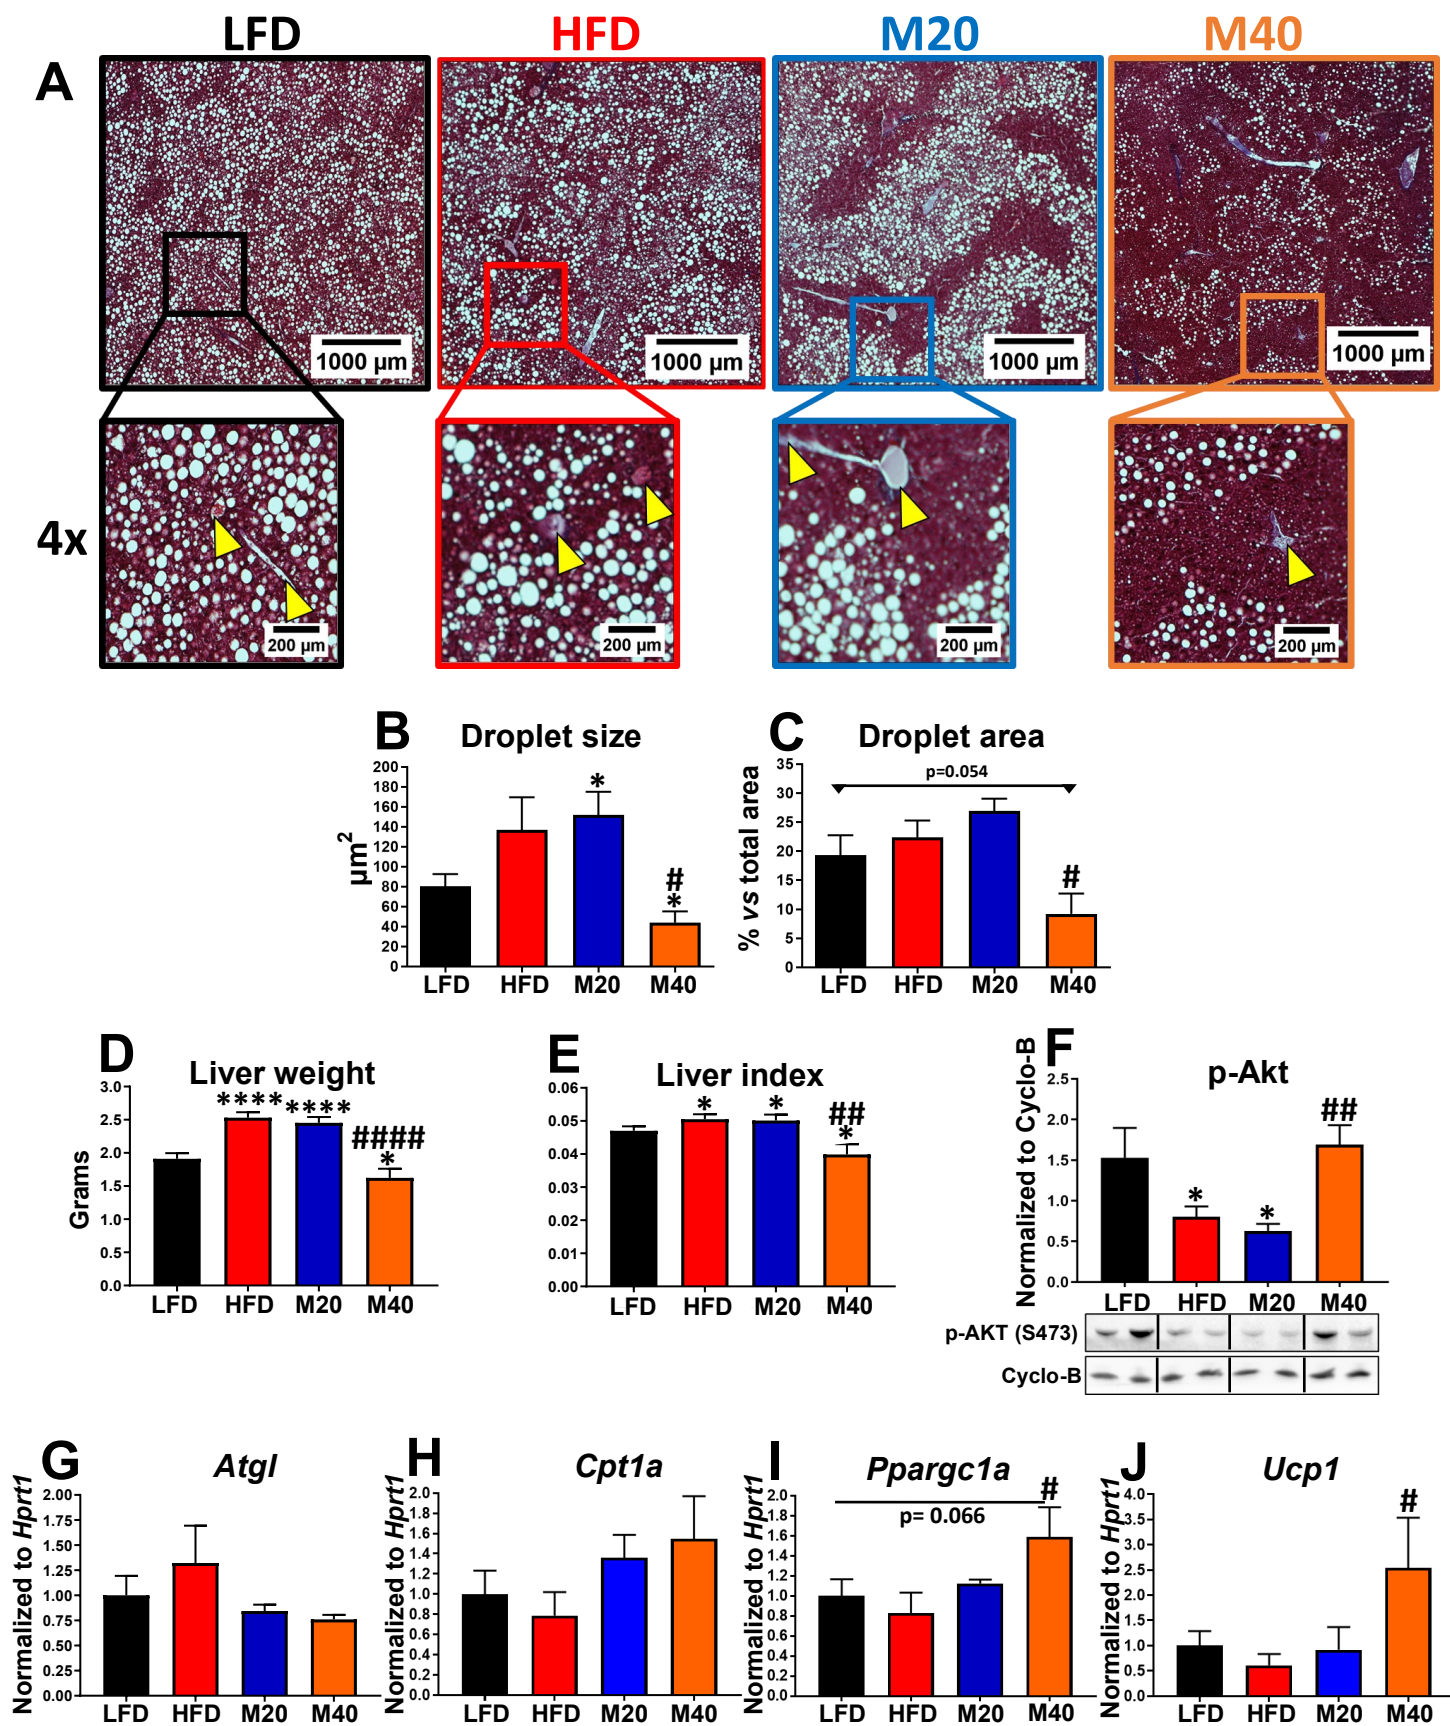 LFD HFD M20 M40
A
1000 µm 1000 µm 1000 µm 1000 µm
4x
200 µm 200 µm 200 µm 200 µm
B Droplet size
µm²
200
180
160
140
120
100
80
60
40
20
0
*
#
*
LFD HFD M20 M40
C Droplet area
% vs total area
35
30
25
20
15
10
5
0
p=0.054
#
LFD HFD M20 M40
D Liver weight
Grams
3.0
2.5
2.0
1.5
1.0
0.5
0.0
**** ****
####
*
LFD HFD M20 M40
E Liver index
0.06
0.05
0.04
0.03
0.02
0.01
0.00
* *
##
*
LFD HFD M20 M40
F p-Akt
Normalized to Cyclo-B
2.5
2.0
1.5
1.0
0.5
0.0
* *
##
LFD HFD M20 M40
p-AKT (S473)
Cyclo-B
G Atgl
Normalized to Hprt1
2.00
1.75
1.50
1.25
1.00
0.75
0.50
0.25
0.00
LFD HFD M20 M40
H Cpt1a
Normalized to Hprt1
2.0
1.8
1.6
1.4
1.2
1.0
0.8
0.6
0.4
0.2
0.0
LFD HFD M20 M40
I Ppargc1a
Normalized to Hprt1
2.0
1.8
1.6
1.4
1.2
1.0
0.8
0.6
0.4
0.2
0.0
#
p= 0.066
LFD HFD M20 M40
J Ucp1
Normalized to Hprt1
4.0
3.5
3.0
2.5
2.0
1.5
1.0
0.5
0.0
#
LFD HFD M20 M40